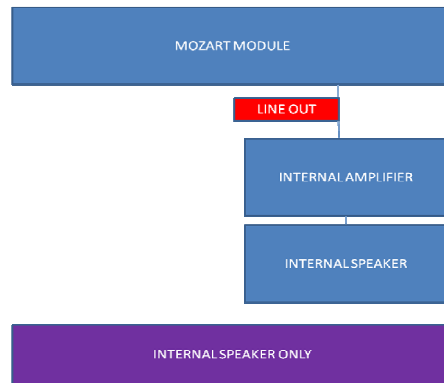 MOZART MODULE
LINE OUT
INTERNAL AMPLIFIER
INTERNAL SPEAKER
INTERNAL SPEAKER ONLY